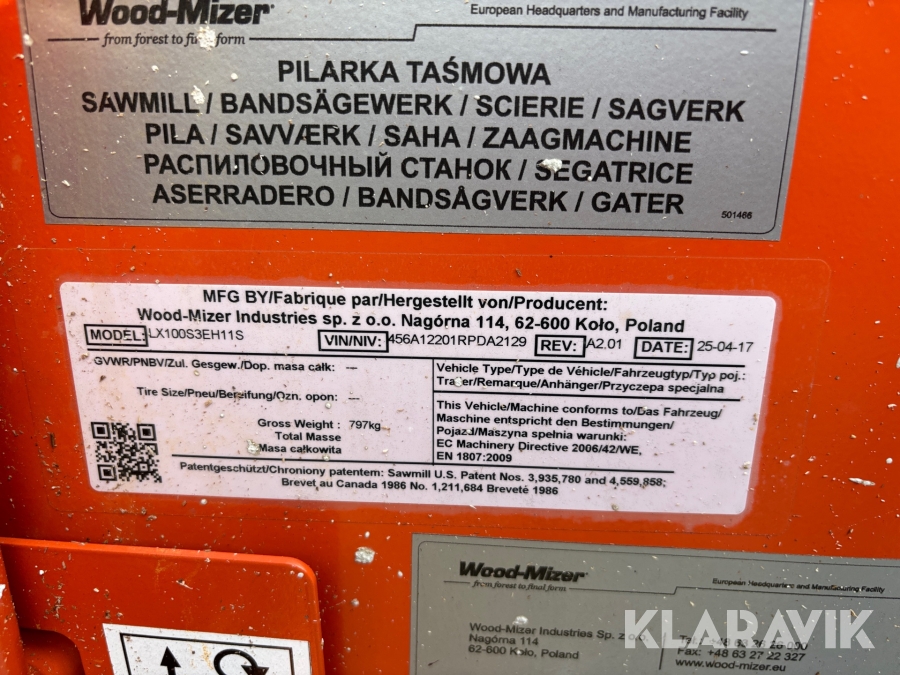 Wood-Mizer
European Headquarters and Manufacturing Facility
from forest to final form
PILARKA TAŚMOWA
SAWMILL / BANDSÄGEWERK / SCIERIE / SAGVERK
PILA / SAVVÆRK / SAHA / ZAAGMACHINE
РАСПИЛОВОЧНЫЙ СТАНОК / SEGATRICE
ASERRADERO / BANDSÅGVERK / GATER
501466
MFG BY/Fabrique par/Hergestellt von/Producent:
Wood-Mizer Industries sp. z o.o. Nagórna 114, 62-600 Koło, Poland
MODEL: LX100S3EH11S VIN/NIV: 456A12201RPDA2129 REV: A2.01 DATE: 25-04-17
GVWR/PNBV/Zul. Gesgew./Dop. masa całk: ---
Tire Size/Pneu/Bereifung/Ozn. opon: ---
Gross Weight : 797kg
Total Masse
Masa całkowita
Vehicle Type/Type de Véhicle/Fahrzeugtyp/Typ poj.:
Trailer/Remarque/Anhänger/Przyczepa specjalna
This Vehicle/Machine conforms to/Das Fahrzeug/
Maschine entspricht den Bestimmungen/
Pojazd/Maszyna spełnia warunki:
EC Machinery Directive 2006/42/WE,
EN 1807:2009
Patentgeschützt/Chroniony patentem: Sawmill U.S. Patent Nos. 3,935,780 and 4,559,858;
Brevet au Canada 1986 No. 1,211,684 Breveté 1986
Wood-Mizer
from forest to final form
European Headquarters and Manufacturing Facility
Wood-Mizer Industries Sp. z o.o.
Nagórna 114
62-600 Koło, Poland
Fax: +48 63 27 22 327
www.wood-mizer.eu
KLARAVIK